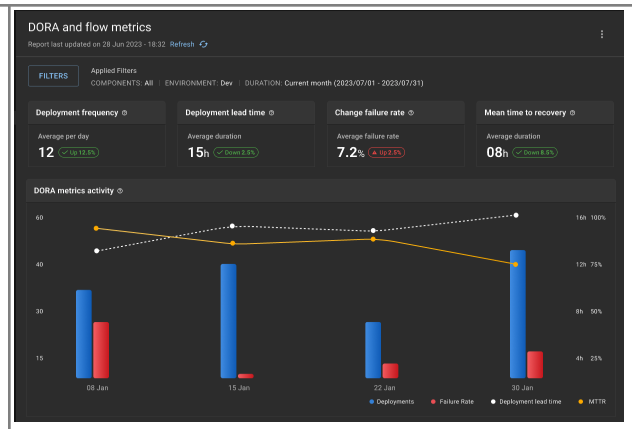 DORA and flow metrics
Report last updated on 28 Jun 2023 - 18:32 Refresh
FILTERS
Applied Filters
COMPONENTS: All | ENVIRONMENT: Dev | DURATION: Current month (2023/07/01 - 2023/07/31)
Deployment frequency
Average per day
12 Up 12.5%
Deployment lead time
Average duration
15h Down 2.5%
Change failure rate
Average failure rate
7.2% Up 2.5%
Mean time to recovery
Average duration
08h Down 8.5%
DORA metrics activity
60 16h 100%
40 12h 75%
30 8h 50%
15 4h 25%
08 Jan 15 Jan 22 Jan 30 Jan
Deployments Failure Rate Deployment lead time MTTR